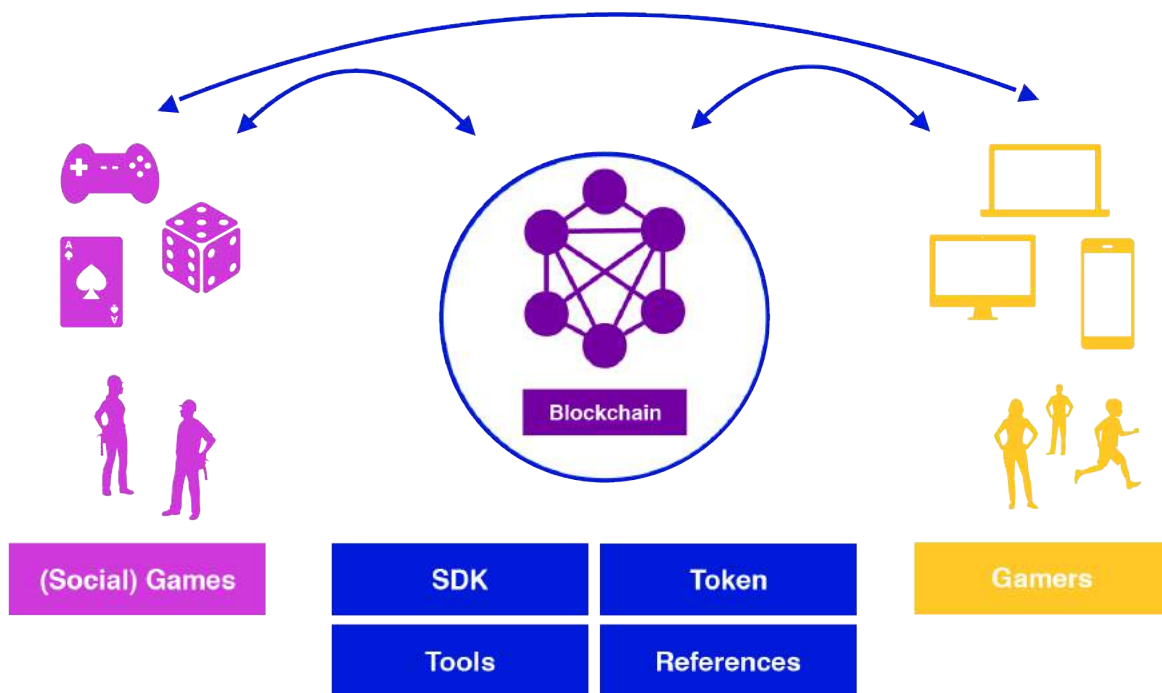 A
A
Blockchain
(Social) Games
SDK
Token
Gamers
Tools
References